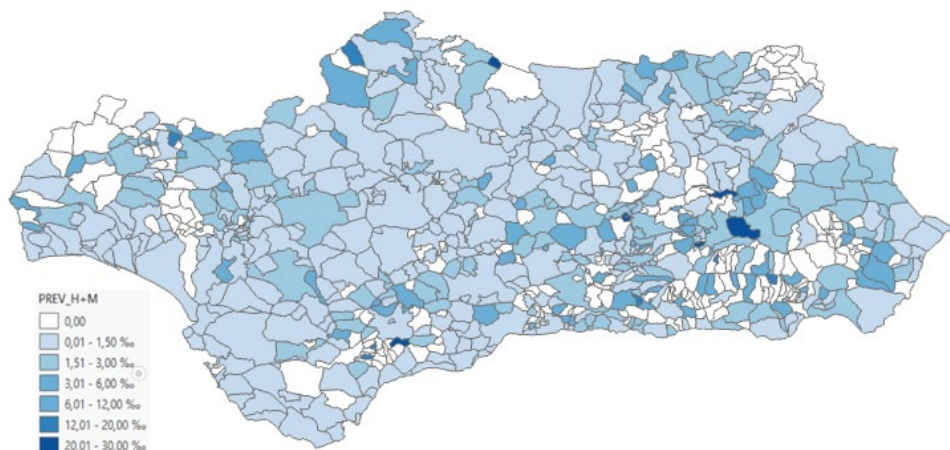 PREV_H+M
0,00
0,01 - 1,50 ‰
1,51 - 3,00 ‰
3,01 - 6,00 ‰
6,01 - 12,00 ‰
12,01 - 20,00 ‰
20,01 - 30,00 ‰